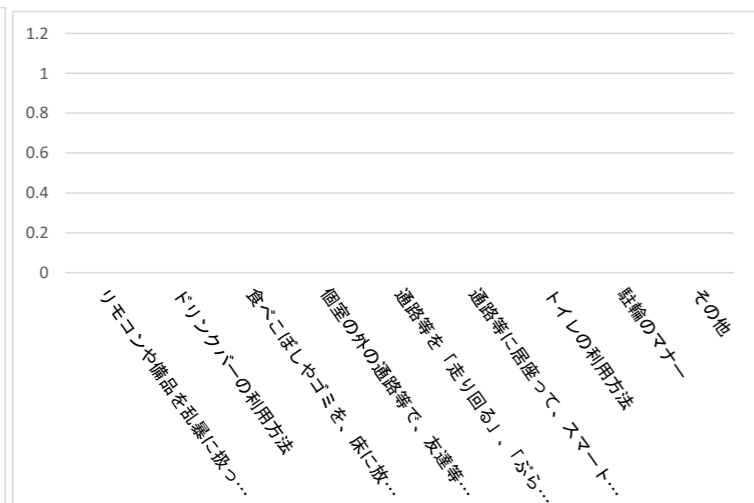 1.2
1
0.8
0.6
0.4
0.2
0
リモコンや備品を乱暴に扱っ…
ドリンクバーの利用方法
食べこぼしやゴミを、床に放…
個室の外の通路等で、友達等…
通路等を「走り回る」、「ぶら…
通路等に居座って、スマート…
トイレの利用方法
駐輪のマナー
その他